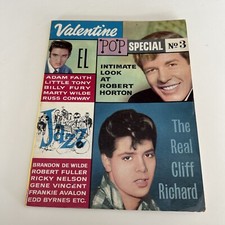 Valentine
'POP
SPECIAL Nº3
EL
INTIMATE
LOOK
AT
ROBERT
HORTON
ADAM FAITH
LITTLE TONY
BILLY FURY
MARTY WILDE
RUSS CONWAY
Jazz
BRANDON DE WILDE
ROBERT FULLER
RICKY NELSON
GENE VINCENT
FRANKIE AVALON
EDD BYRNES ETC.
The
Real
Cliff
Richard